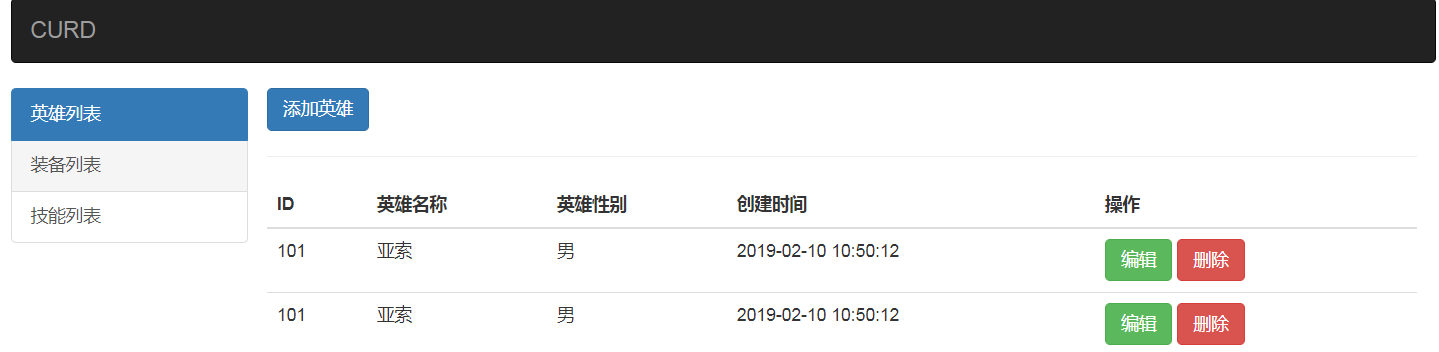 CURD
英雄列表
装备列表
技能列表
添加英雄
ID 英雄名称 英雄性别 创建时间 操作
101 亚索 男 2019-02-10 10:50:12 编辑 删除
101 亚索 男 2019-02-10 10:50:12 编辑 删除